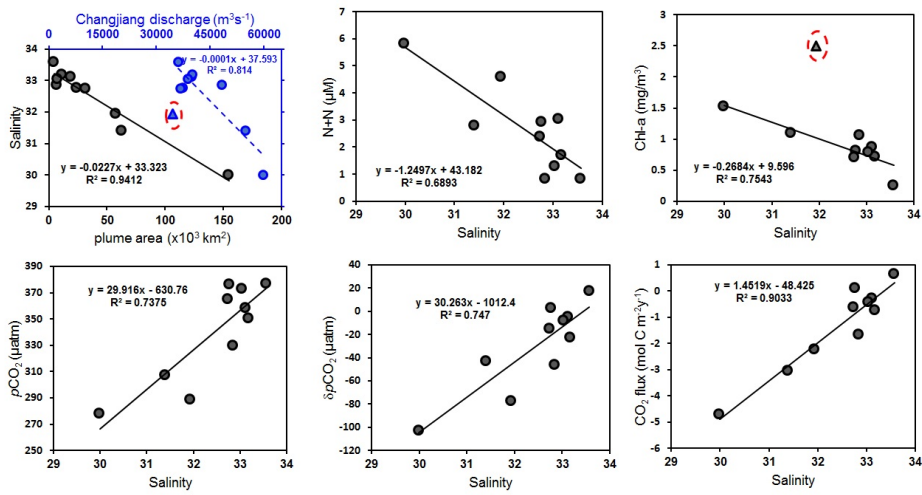 Changjiang discharge (m³s⁻¹)
0 15000 30000 45000 60000
34
33
32
31
30
29
Salinity
y = -0.0001x + 37.593
R² = 0.814
y = -0.0227x + 33.323
R² = 0.9412
0 50 100 150 200
plume area (x10³ km²)
7
6
5
4
3
2
1
0
N+N (µM)
y = -1.2497x + 43.182
R² = 0.6893
29 30 31 32 33 34
Salinity
3.0
2.5
2.0
1.5
1.0
0.5
0
Chl-a (mg/m³)
y = -0.2684x + 9.596
R² = 0.7543
29 30 31 32 33 34
Salinity
390
370
350
330
310
290
270
250
pCO₂ (µatm)
y = 29.916x - 630.76
R² = 0.7375
29 30 31 32 33 34
Salinity
40
20
0
-20
-40
-60
-80
-100
-120
δpCO₂ (µatm)
y = 30.263x - 1012.4
R² = 0.747
29 30 31 32 33 34
Salinity
1
0
-1
-2
-3
-4
-5
-6
CO₂ flux (mol C m⁻²y⁻¹)
y = 1.4519x - 48.425
R² = 0.9033
29 30 31 32 33 34
Salinity